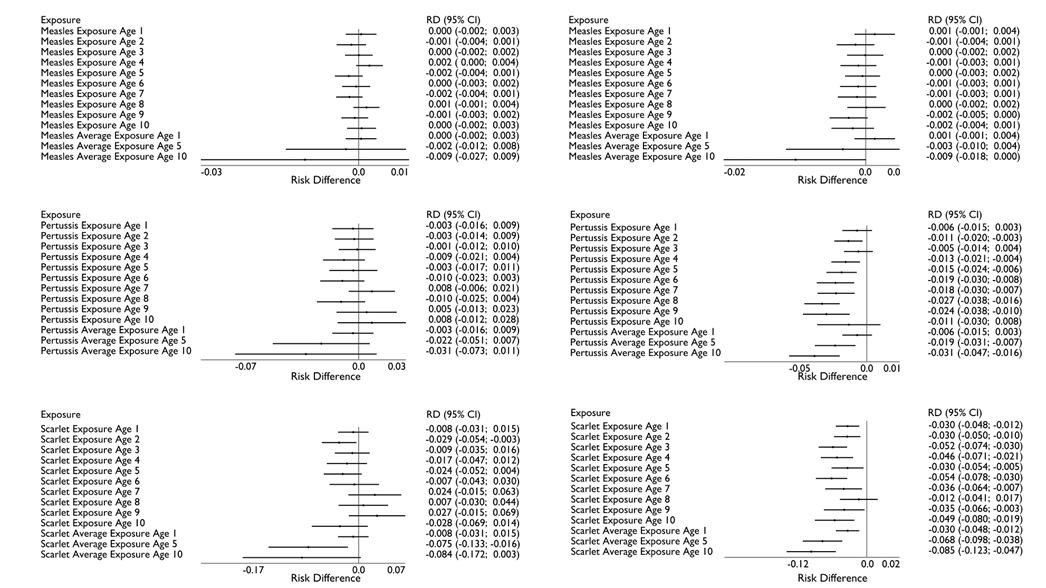 Exposure RD (95% CI)
Measles Exposure Age 1 0.000 (-0.002; 0.003)
Measles Exposure Age 2 -0.001 (-0.004; 0.001)
Measles Exposure Age 3 0.000 (-0.002; 0.002)
Measles Exposure Age 4 0.002 ( 0.000; 0.004)
Measles Exposure Age 5 -0.002 (-0.004; 0.001)
Measles Exposure Age 6 0.000 (-0.003; 0.002)
Measles Exposure Age 7 -0.002 (-0.004; 0.001)
Measles Exposure Age 8 0.001 (-0.001; 0.004)
Measles Exposure Age 9 -0.001 (-0.003; 0.002)
Measles Exposure Age 10 0.000 (-0.002; 0.003)
Measles Average Exposure Age 1 0.000 (-0.002; 0.003)
Measles Average Exposure Age 5 -0.002 (-0.012; 0.008)
Measles Average Exposure Age 10 -0.009 (-0.027; 0.009)
-0.03 0.0 0.01
Risk Difference
Exposure RD (95% CI)
Measles Exposure Age 1 0.001 (-0.001; 0.004)
Measles Exposure Age 2 -0.001 (-0.004; 0.001)
Measles Exposure Age 3 0.000 (-0.002; 0.002)
Measles Exposure Age 4 -0.001 (-0.003; 0.001)
Measles Exposure Age 5 0.000 (-0.003; 0.002)
Measles Exposure Age 6 -0.001 (-0.003; 0.001)
Measles Exposure Age 7 -0.001 (-0.003; 0.001)
Measles Exposure Age 8 0.000 (-0.002; 0.002)
Measles Exposure Age 9 -0.002 (-0.005; 0.000)
Measles Exposure Age 10 -0.002 (-0.004; 0.001)
Measles Average Exposure Age 1 0.001 (-0.001; 0.004)
Measles Average Exposure Age 5 -0.003 (-0.010; 0.004)
Measles Average Exposure Age 10 -0.009 (-0.018; 0.000)
-0.02 0.0 0.0
Risk Difference
Exposure RD (95% CI)
Pertussis Exposure Age 1 -0.003 (-0.016; 0.009)
Pertussis Exposure Age 2 -0.003 (-0.014; 0.009)
Pertussis Exposure Age 3 -0.001 (-0.012; 0.010)
Pertussis Exposure Age 4 -0.009 (-0.021; 0.004)
Pertussis Exposure Age 5 -0.003 (-0.017; 0.011)
Pertussis Exposure Age 6 -0.010 (-0.023; 0.003)
Pertussis Exposure Age 7 0.008 (-0.006; 0.021)
Pertussis Exposure Age 8 -0.010 (-0.025; 0.004)
Pertussis Exposure Age 9 0.005 (-0.013; 0.023)
Pertussis Exposure Age 10 0.008 (-0.012; 0.028)
Pertussis Average Exposure Age 1 -0.003 (-0.016; 0.009)
Pertussis Average Exposure Age 5 -0.022 (-0.051; 0.007)
Pertussis Average Exposure Age 10 -0.031 (-0.073; 0.011)
-0.07 0.0 0.03
Risk Difference
Exposure RD (95% CI)
Pertussis Exposure Age 1 -0.006 (-0.015; 0.003)
Pertussis Exposure Age 2 -0.011 (-0.020; -0.003)
Pertussis Exposure Age 3 -0.005 (-0.014; 0.004)
Pertussis Exposure Age 4 -0.013 (-0.021; -0.004)
Pertussis Exposure Age 5 -0.015 (-0.024; -0.006)
Pertussis Exposure Age 6 -0.019 (-0.030; -0.008)
Pertussis Exposure Age 7 -0.018 (-0.030; -0.007)
Pertussis Exposure Age 8 -0.027 (-0.038; -0.016)
Pertussis Exposure Age 9 -0.024 (-0.038; -0.010)
Pertussis Exposure Age 10 -0.011 (-0.030; 0.008)
Pertussis Average Exposure Age 1 -0.006 (-0.015; 0.003)
Pertussis Average Exposure Age 5 -0.019 (-0.031; -0.007)
Pertussis Average Exposure Age 10 -0.031 (-0.047; -0.016)
-0.05 0.0 0.01
Risk Difference
Exposure RD (95% CI)
Scarlet Exposure Age 1 -0.008 (-0.031; 0.015)
Scarlet Exposure Age 2 -0.029 (-0.054; -0.003)
Scarlet Exposure Age 3 -0.009 (-0.035; 0.016)
Scarlet Exposure Age 4 -0.017 (-0.047; 0.012)
Scarlet Exposure Age 5 -0.024 (-0.052; 0.004)
Scarlet Exposure Age 6 -0.007 (-0.043; 0.030)
Scarlet Exposure Age 7 0.024 (-0.015; 0.063)
Scarlet Exposure Age 8 0.007 (-0.030; 0.044)
Scarlet Exposure Age 9 0.027 (-0.015; 0.069)
Scarlet Exposure Age 10 -0.028 (-0.069; 0.014)
Scarlet Average Exposure Age 1 -0.008 (-0.031; 0.015)
Scarlet Average Exposure Age 5 -0.075 (-0.133; -0.016)
Scarlet Average Exposure Age 10 -0.084 (-0.172; 0.003)
-0.17 0.0 0.07
Risk Difference
Exposure RD (95% CI)
Scarlet Exposure Age 1 -0.030 (-0.048; -0.012)
Scarlet Exposure Age 2 -0.030 (-0.050; -0.010)
Scarlet Exposure Age 3 -0.052 (-0.074; -0.030)
Scarlet Exposure Age 4 -0.046 (-0.071; -0.021)
Scarlet Exposure Age 5 -0.030 (-0.054; -0.005)
Scarlet Exposure Age 6 -0.054 (-0.078; -0.030)
Scarlet Exposure Age 7 -0.036 (-0.064; -0.007)
Scarlet Exposure Age 8 -0.012 (-0.041; 0.017)
Scarlet Exposure Age 9 -0.035 (-0.066; -0.003)
Scarlet Exposure Age 10 -0.049 (-0.080; -0.019)
Scarlet Average Exposure Age 1 -0.030 (-0.048; -0.012)
Scarlet Average Exposure Age 5 -0.068 (-0.098; -0.038)
Scarlet Average Exposure Age 10 -0.085 (-0.123; -0.047)
-0.12 0.0 0.02
Risk Difference